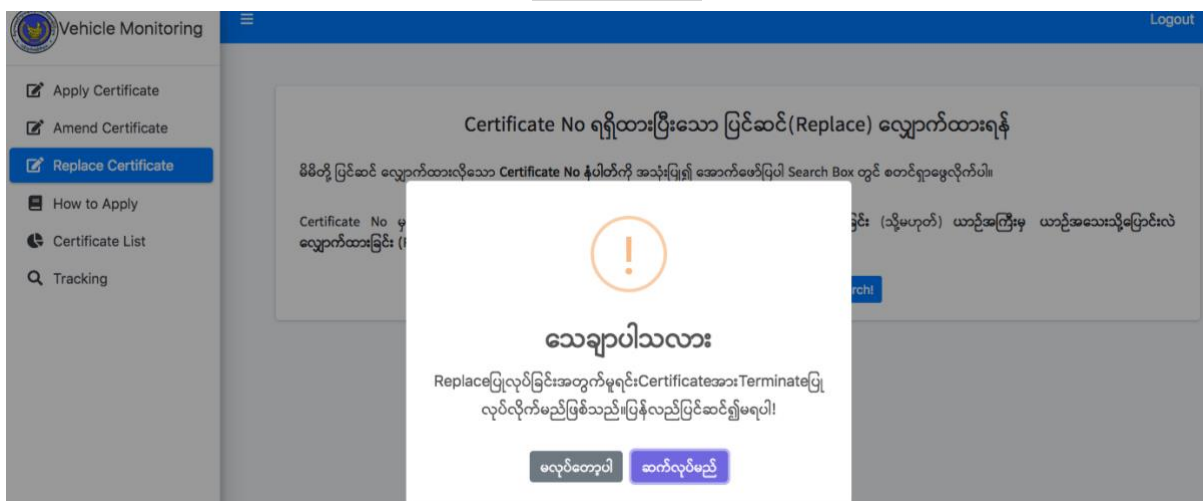 Vehicle Monitoring
Logout
Apply Certificate
Amend Certificate
Replace Certificate
How to Apply
Certificate List
Tracking
Certificate No ရရှိထားပြီးသော ပြင်ဆင်(Replace) လျှောက်ထားရန်
မိမိတို့ ပြင်ဆင် လျှောက်ထားလိုသော Certificate No နံပါတ်ကို အသုံးပြု၍ အောက်ဖော်ပြပါ Search Box တွင် စတင်ရှာဖွေလိုက်ပါ။
Certificate No (သို့မဟုတ်) ယာဉ်အကြီးမှ ယာဉ်အသေးသို့ပြောင်းလဲ
လျှောက်ထားခြင်း
သေချာပါသလား
Replaceပြုလုပ်ခြင်းအတွက်မူရင်းCertificateအားTerminateပြု
လုပ်လိုက်မည်ဖြစ်သည်။ပြန်လည်ပြင်ဆင်၍မရပါ!
မလုပ်တော့ပါ ဆက်လုပ်မည်